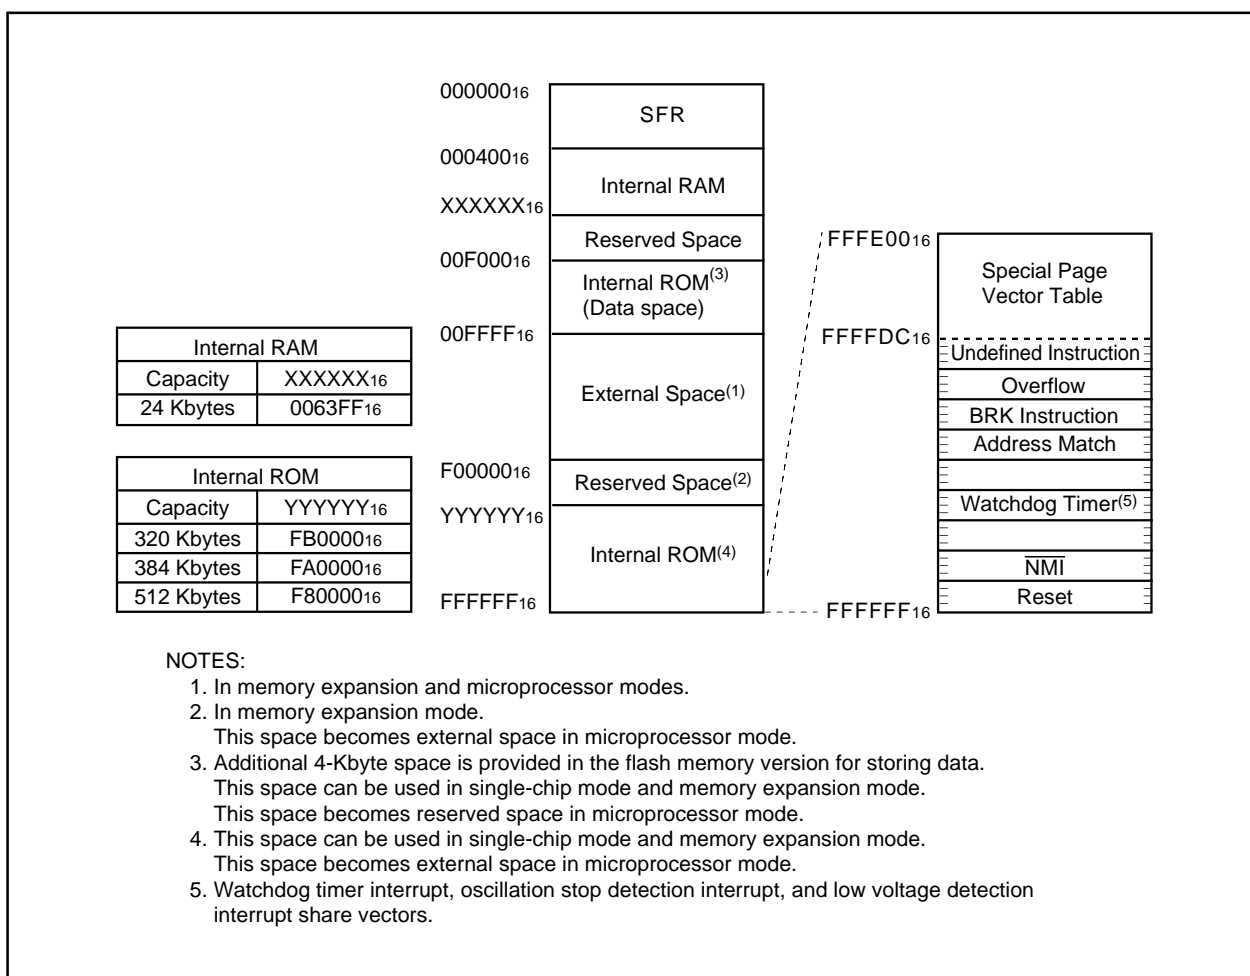 00000016
SFR
00040016
Internal RAM
XXXXXX16
Reserved Space
00F00016
Internal ROM(3)
(Data space)
00FFFF16
External Space(1)
F0000016
Reserved Space(2)
YYYYYY16
Internal ROM(4)
FFFFFF16
Internal RAM
Capacity XXXXXX16
24 Kbytes 0063FF16
Internal ROM
Capacity YYYYYY16
320 Kbytes FB000016
384 Kbytes FA000016
512 Kbytes F8000016
FFFE0016
Special Page
Vector Table
FFFFDC16
Undefined Instruction
Overflow
BRK Instruction
Address Match
Watchdog Timer(5)
NMI
Reset
FFFFFF16
NOTES:
1. In memory expansion and microprocessor modes.
2. In memory expansion mode.
This space becomes external space in microprocessor mode.
3. Additional 4-Kbyte space is provided in the flash memory version for storing data.
This space can be used in single-chip mode and memory expansion mode.
This space becomes reserved space in microprocessor mode.
4. This space can be used in single-chip mode and memory expansion mode.
This space becomes external space in microprocessor mode.
5. Watchdog timer interrupt, oscillation stop detection interrupt, and low voltage detection
interrupt share vectors.